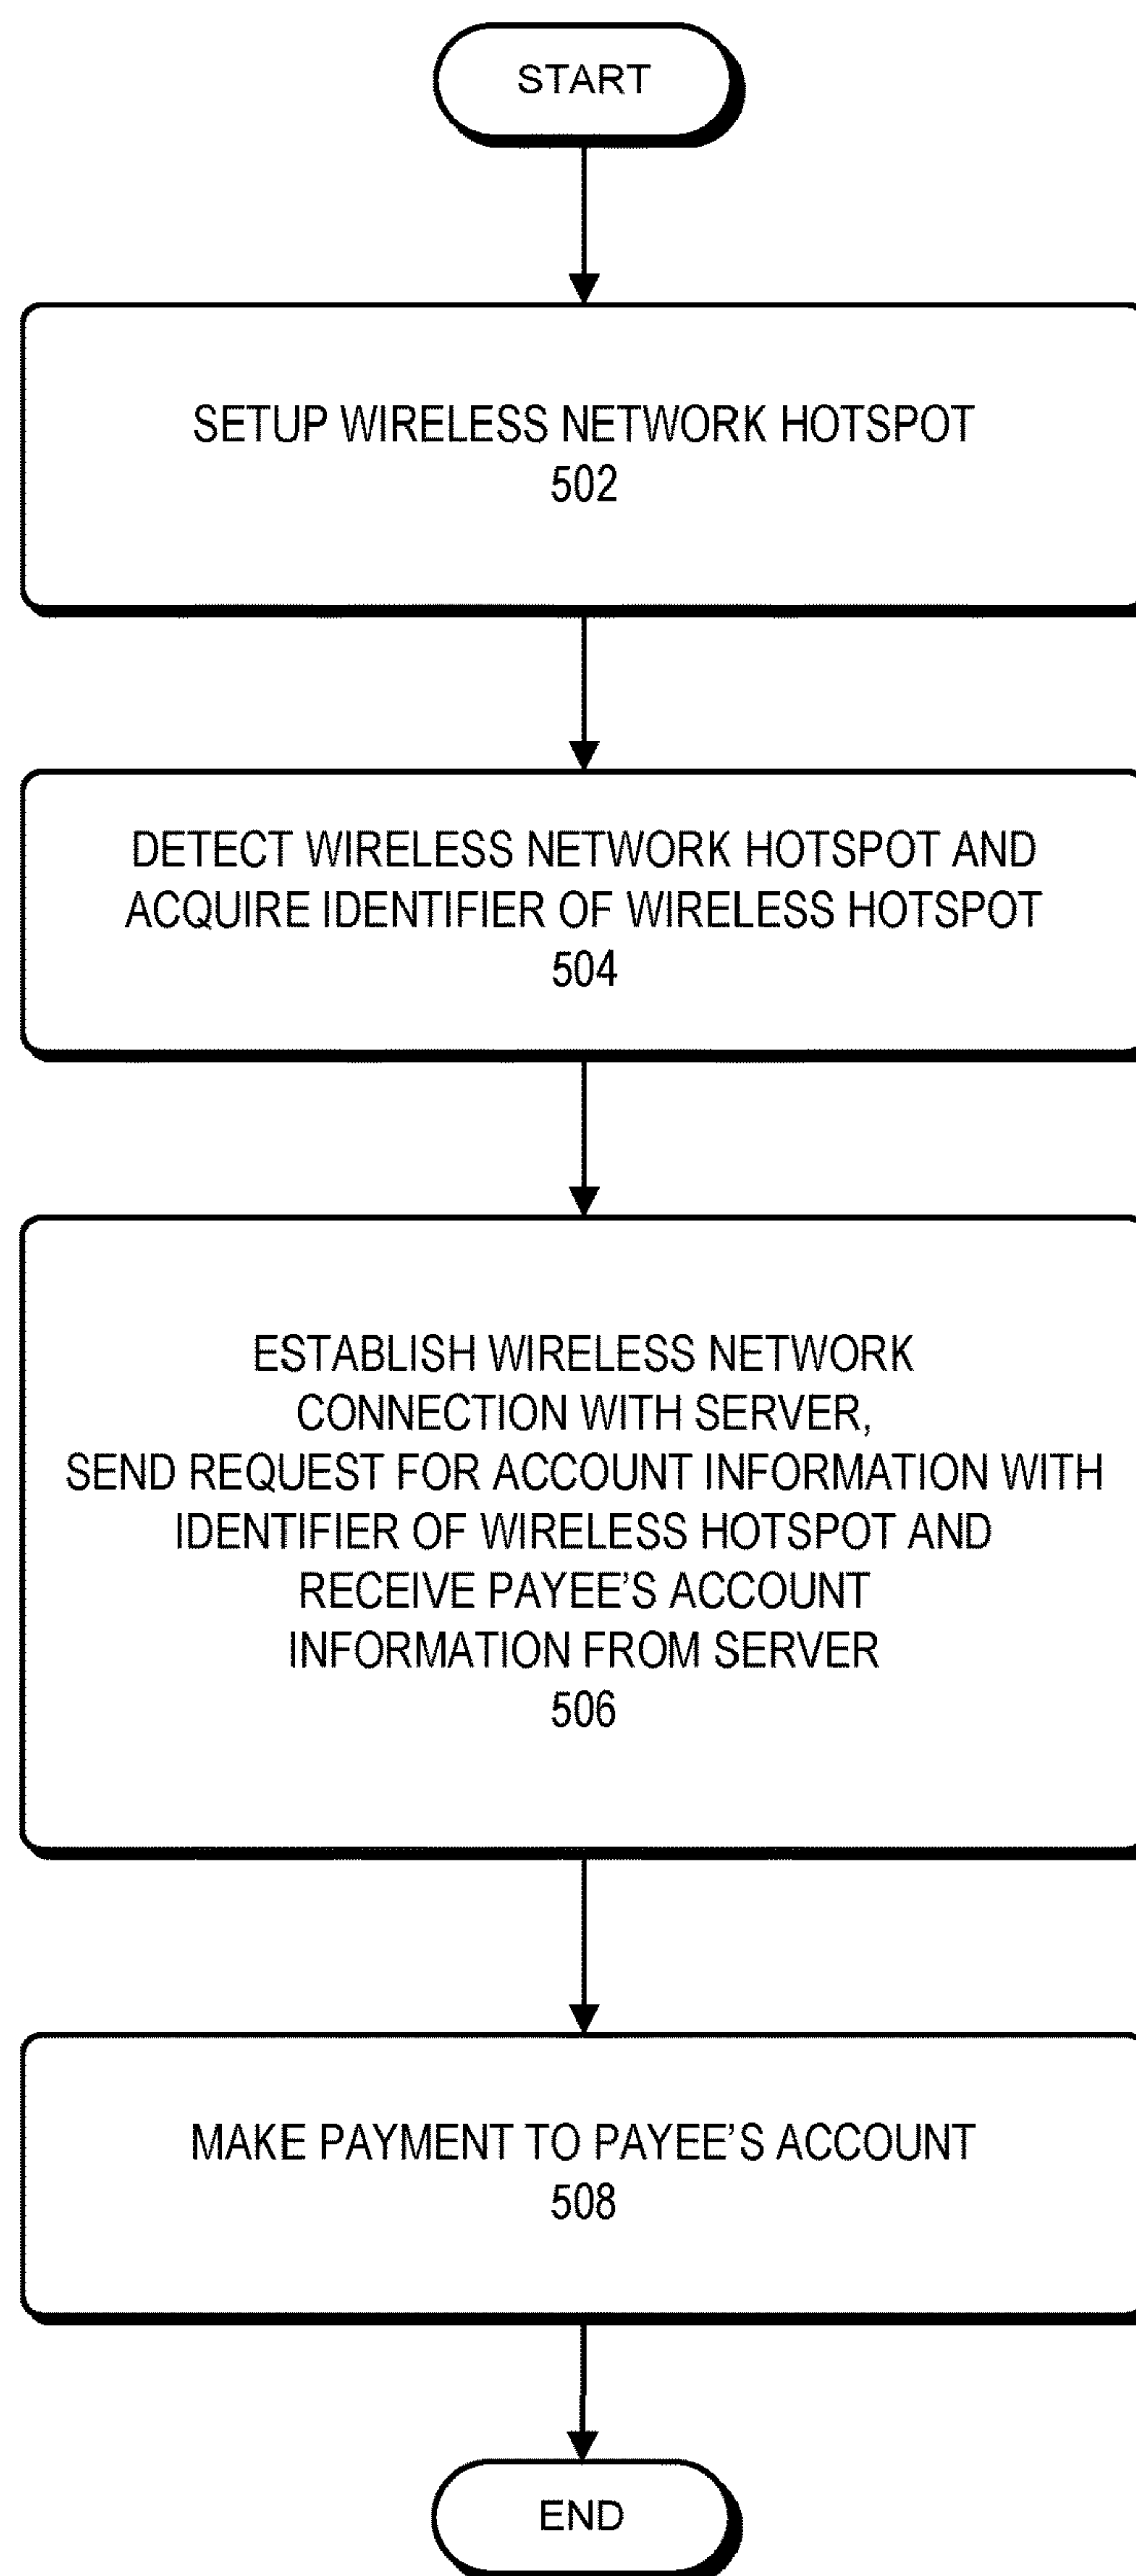 START
SETUP WIRELESS NETWORK HOTSPOT
502
DETECT WIRELESS NETWORK HOTSPOT AND
ACQUIRE IDENTIFIER OF WIRELESS HOTSPOT
504
ESTABLISH WIRELESS NETWORK
CONNECTION WITH SERVER,
SEND REQUEST FOR ACCOUNT INFORMATION WITH
IDENTIFIER OF WIRELESS HOTSPOT AND
RECEIVE PAYEE'S ACCOUNT
INFORMATION FROM SERVER
506
MAKE PAYMENT TO PAYEE'S ACCOUNT
508
END